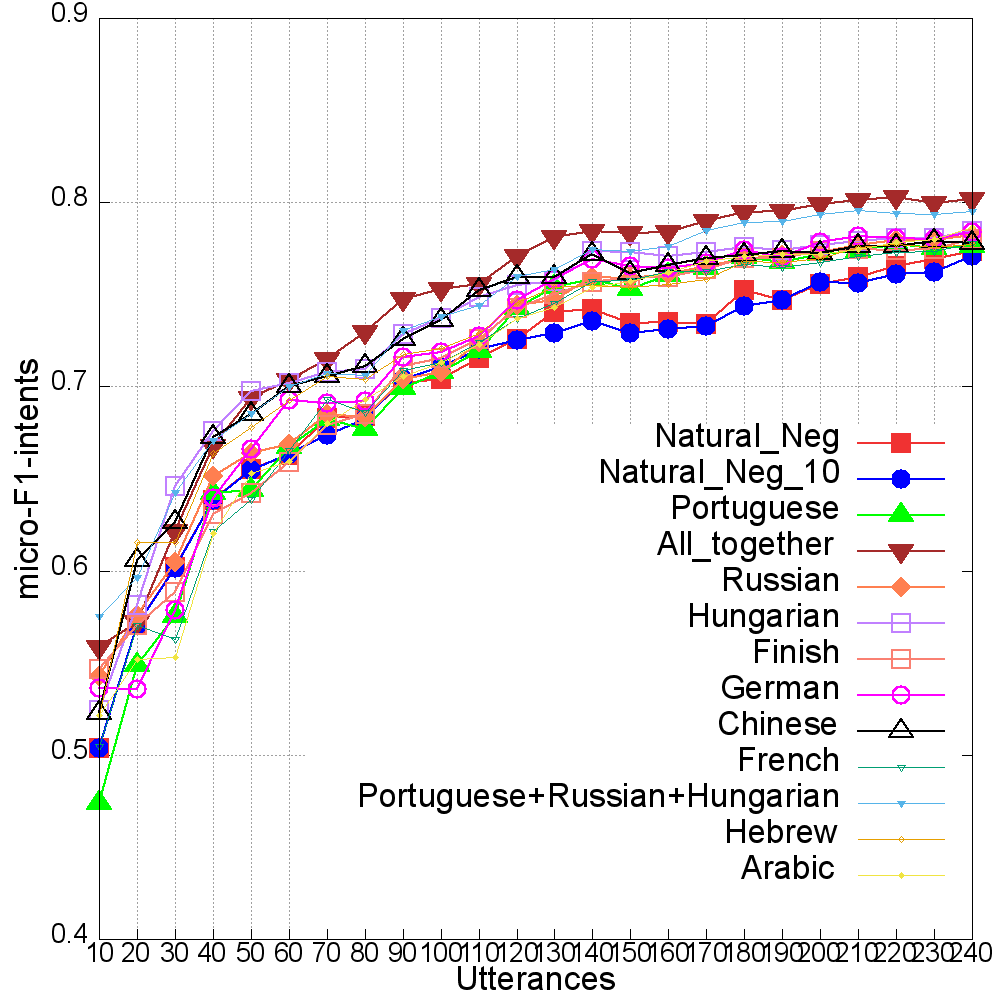 0.9
0.8
0.7
0.6
0.5
0.4
micro-F1-intents
Natural_Neg
Natural_Neg_10
Portuguese
All_together
Russian
Hungarian
Finish
German
Chinese
French
Portuguese+Russian+Hungarian
Hebrew
Arabic
10 20 30 40 50 60 70 80 90 100 110 120 130 140 150 160 170 180 190 200 210 220 230 240
Utterances